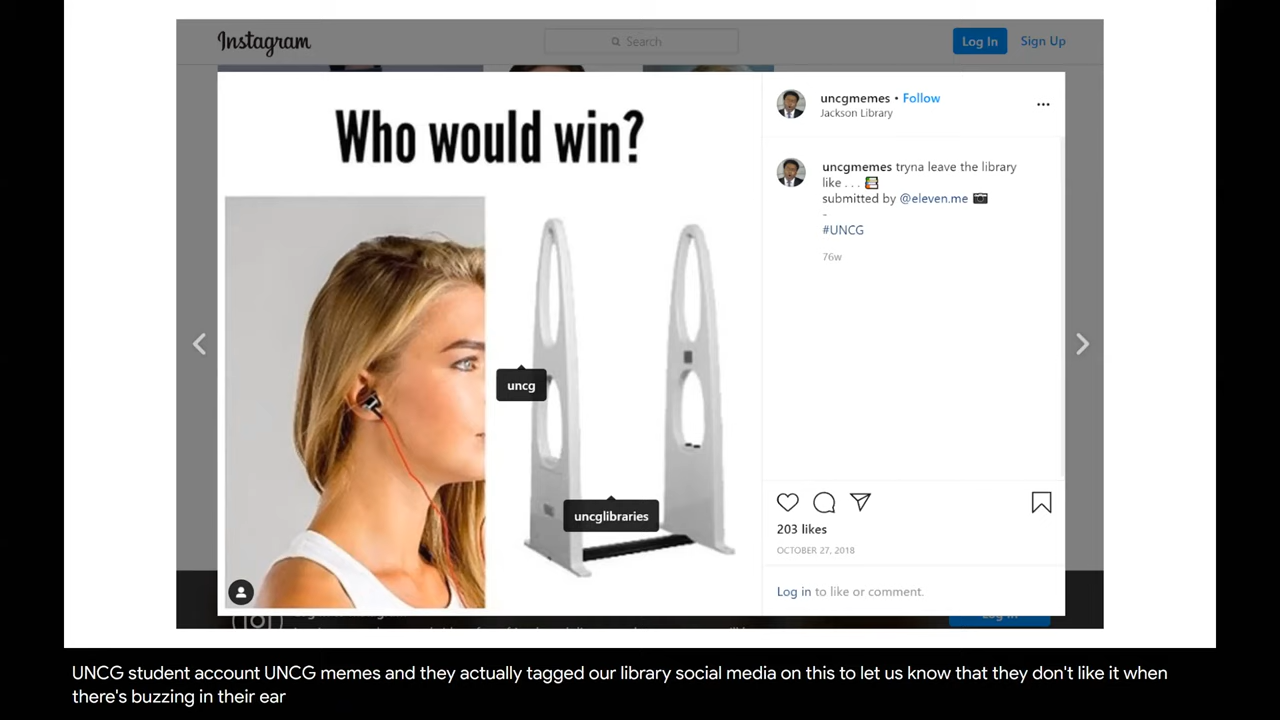 Instagram
Search
Log In
Sign Up
Who would win?
uncg
uncglibraries
uncgmemes • Follow
Jackson Library
...
uncgmemes tryna leave the library
like . . . 📚
submitted by @eleven.me 📷
-
#UNCG
76w
203 likes
OCTOBER 27, 2018
Log in to like or comment.
UNCG student account UNCG memes and they actually tagged our library social media on this to let us know that they don't like it when
there's buzzing in their ear